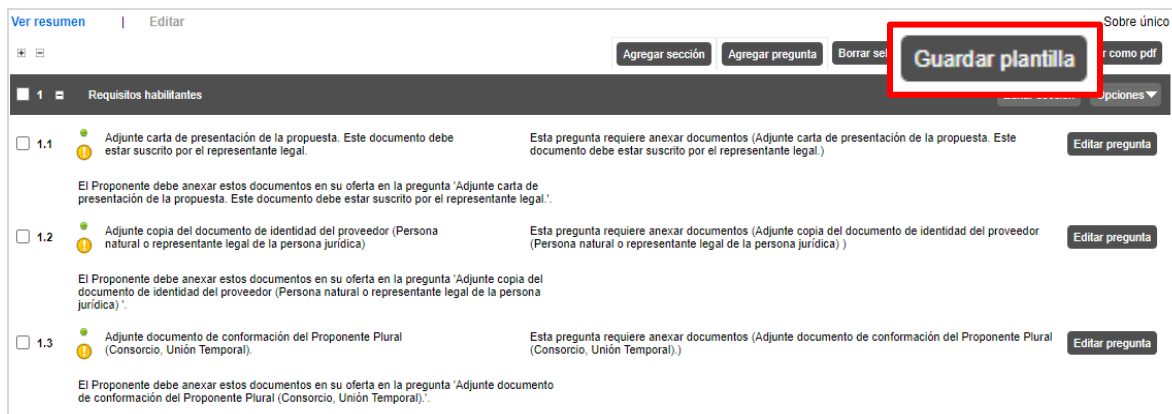 Ver resumen | Editar Sobre único
Agregar sección Agregar pregunta Borrar Guardar plantilla como pdf
1 Requisitos habilitantes Opciones
1.1 Adjunte carta de presentación de la propuesta. Este documento debe Esta pregunta requiere anexar documentos (Adjunte carta de presentación de la propuesta. Este Editar pregunta
estar suscrito por el representante legal. documento debe estar suscrito por el representante legal.)
El Proponente debe anexar estos documentos en su oferta en la pregunta 'Adjunte carta de
presentación de la propuesta. Este documento debe estar suscrito por el representante legal.'.
1.2 Adjunte copia del documento de identidad del proveedor (Persona Esta pregunta requiere anexar documentos (Adjunte copia del documento de identidad del proveedor Editar pregunta
natural o representante legal de la persona jurídica) (Persona natural o representante legal de la persona jurídica) )
El Proponente debe anexar estos documentos en su oferta en la pregunta 'Adjunte copia del
documento de identidad del proveedor (Persona natural o representante legal de la persona
jurídica) '.
1.3 Adjunte documento de conformación del Proponente Plural Esta pregunta requiere anexar documentos (Adjunte documento de conformación del Proponente Plural Editar pregunta
(Consorcio, Unión Temporal). (Consorcio, Unión Temporal).)
El Proponente debe anexar estos documentos en su oferta en la pregunta 'Adjunte documento
de conformación del Proponente Plural (Consorcio, Unión Temporal).'.